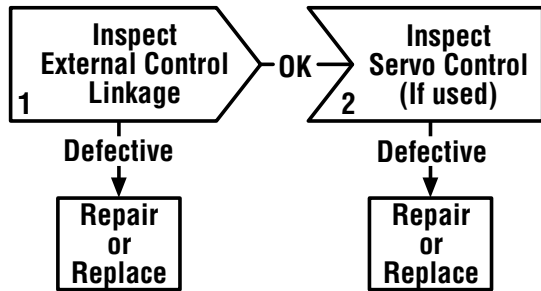 Inspect
External Control
Linkage
1
OK
Inspect
Servo Control
(If used)
2
Defective
Defective
Repair
or
Replace
Repair
or
Replace